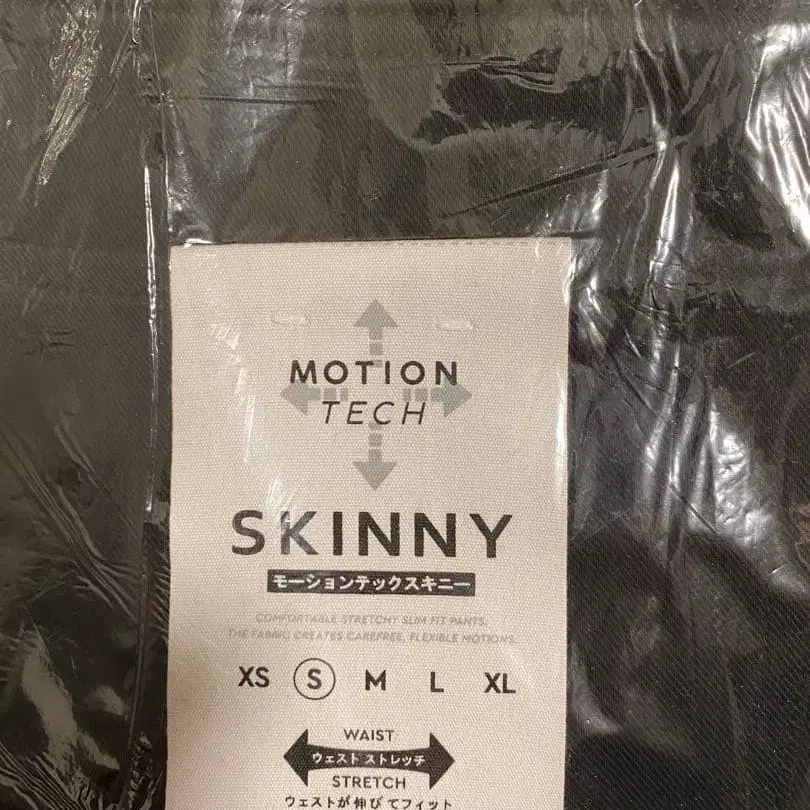 MOTION
TECH
SKINNY
モーションテックスキニー
COMFORTABLE STRETCHY SLIM FIT PANTS.
THE FABRIC CREATES CAREFREE, FLEXIBLE MOTIONS.
XS S M L XL
WAIST
ウェスト ストレッチ
STRETCH
ウェストが 伸び てフィット